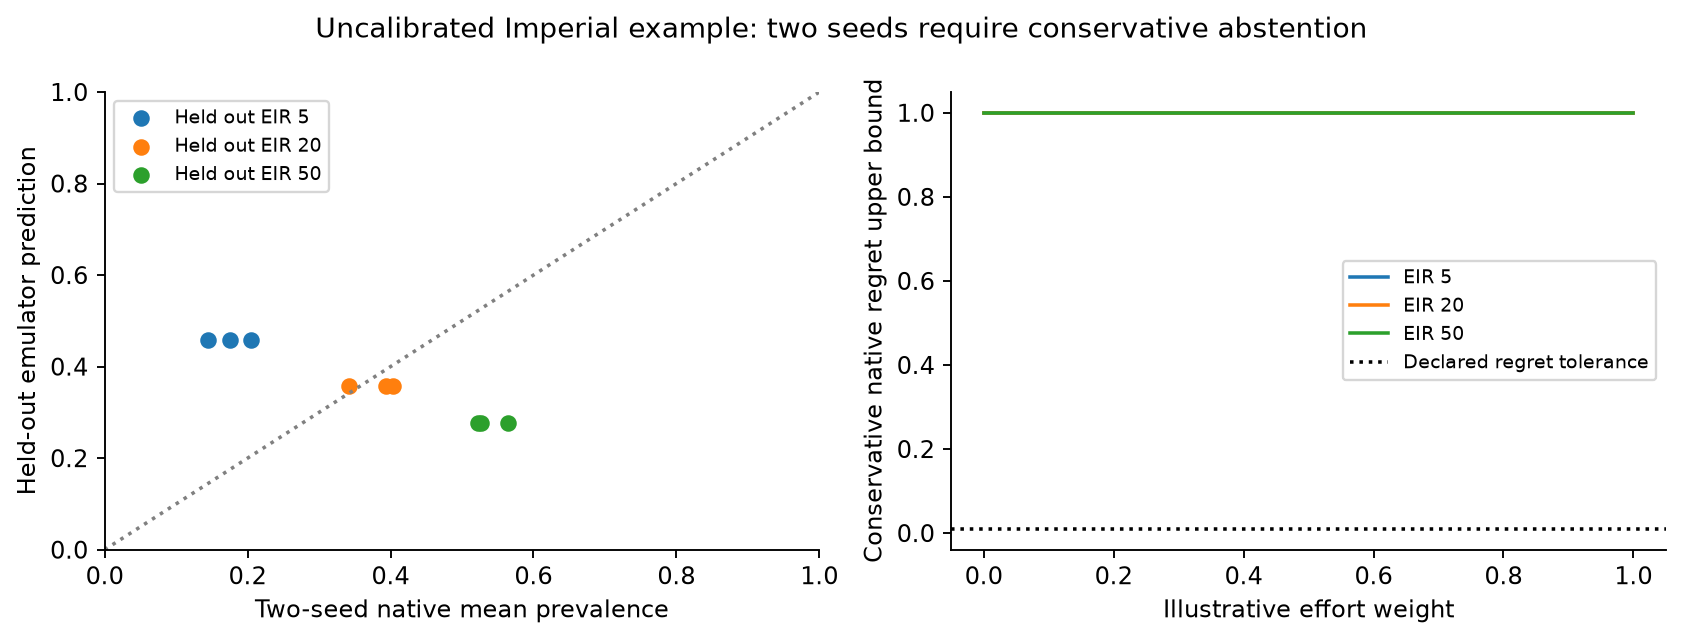 Uncalibrated Imperial example: two seeds require conservative abstention
Held-out emulator prediction
1.0
0.8
0.6
0.4
0.2
0.0
Held out EIR 5
Held out EIR 20
Held out EIR 50
0.0 0.2 0.4 0.6 0.8 1.0
Two-seed native mean prevalence
Conservative native regret upper bound
1.0
0.8
0.6
0.4
0.2
0.0
EIR 5
EIR 20
EIR 50
Declared regret tolerance
0.0 0.2 0.4 0.6 0.8 1.0
Illustrative effort weight